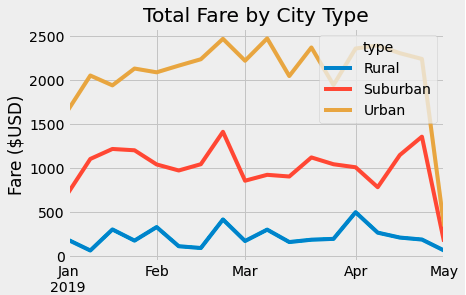 Total Fare by City Type
Fare ($USD)
2500
2000
1500
1000
500
0
type
Rural
Suburban
Urban
Jan Feb Mar Apr May
2019